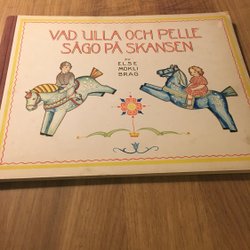 VAD ULLA OCH PELLE
SÅGO PÅ SKANSEN
AV
ELSE
MOKLI
BRAG